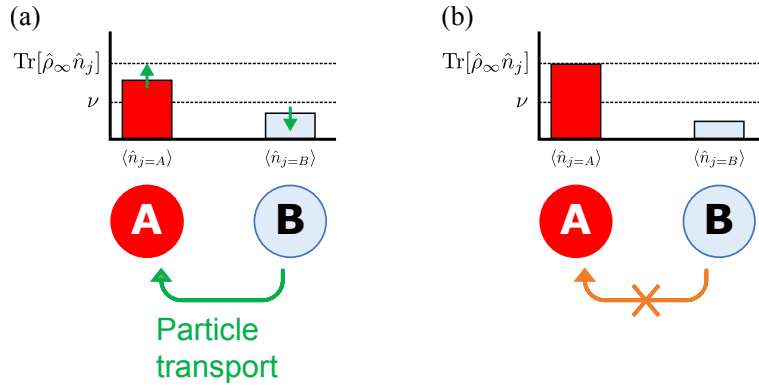 (a)
Tr[ρ̂∞n̂j]
ν
⟨n̂j=A⟩
⟨n̂j=B⟩
A
B
Particle
transport
(b)
Tr[ρ̂∞n̂j]
ν
⟨n̂j=A⟩
⟨n̂j=B⟩
A
B